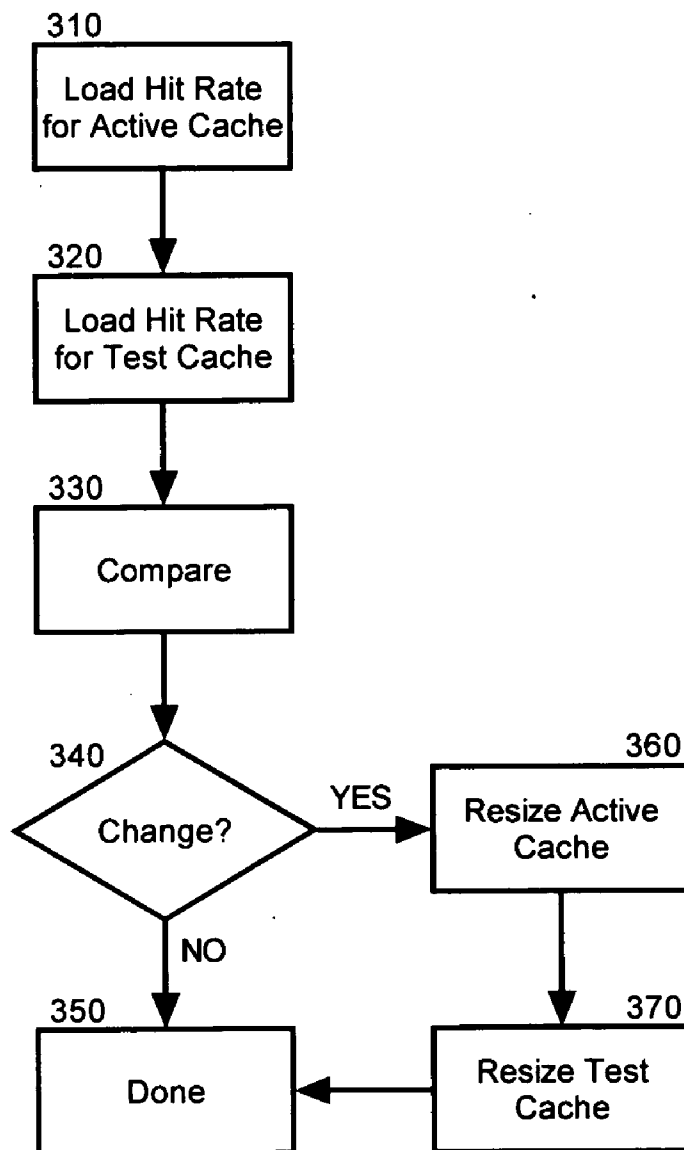 310
Load Hit Rate
for Active Cache
320
Load Hit Rate
for Test Cache
330
Compare
340
Change?
YES
360
Resize Active
Cache
NO
350
Done
370
Resize Test
Cache